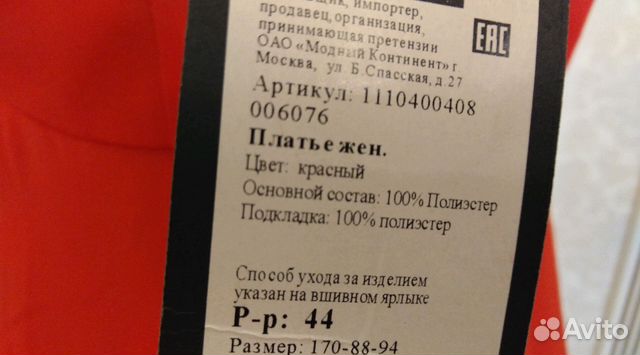 импортер,
продавец, организация,
принимающая претензии
ОАО «Модный Континент» г
Москва, ул Б.Спасская, д.27
EAC
Артикул: 1110400408
006076
Платье жен.
Цвет: красный
Основной состав: 100% Полиэстер
Подкладка: 100% полиэстер
Способ ухода за изделием
указан на вшивном ярлыке
Р-р: 44
Размер: 170-88-94
Avito